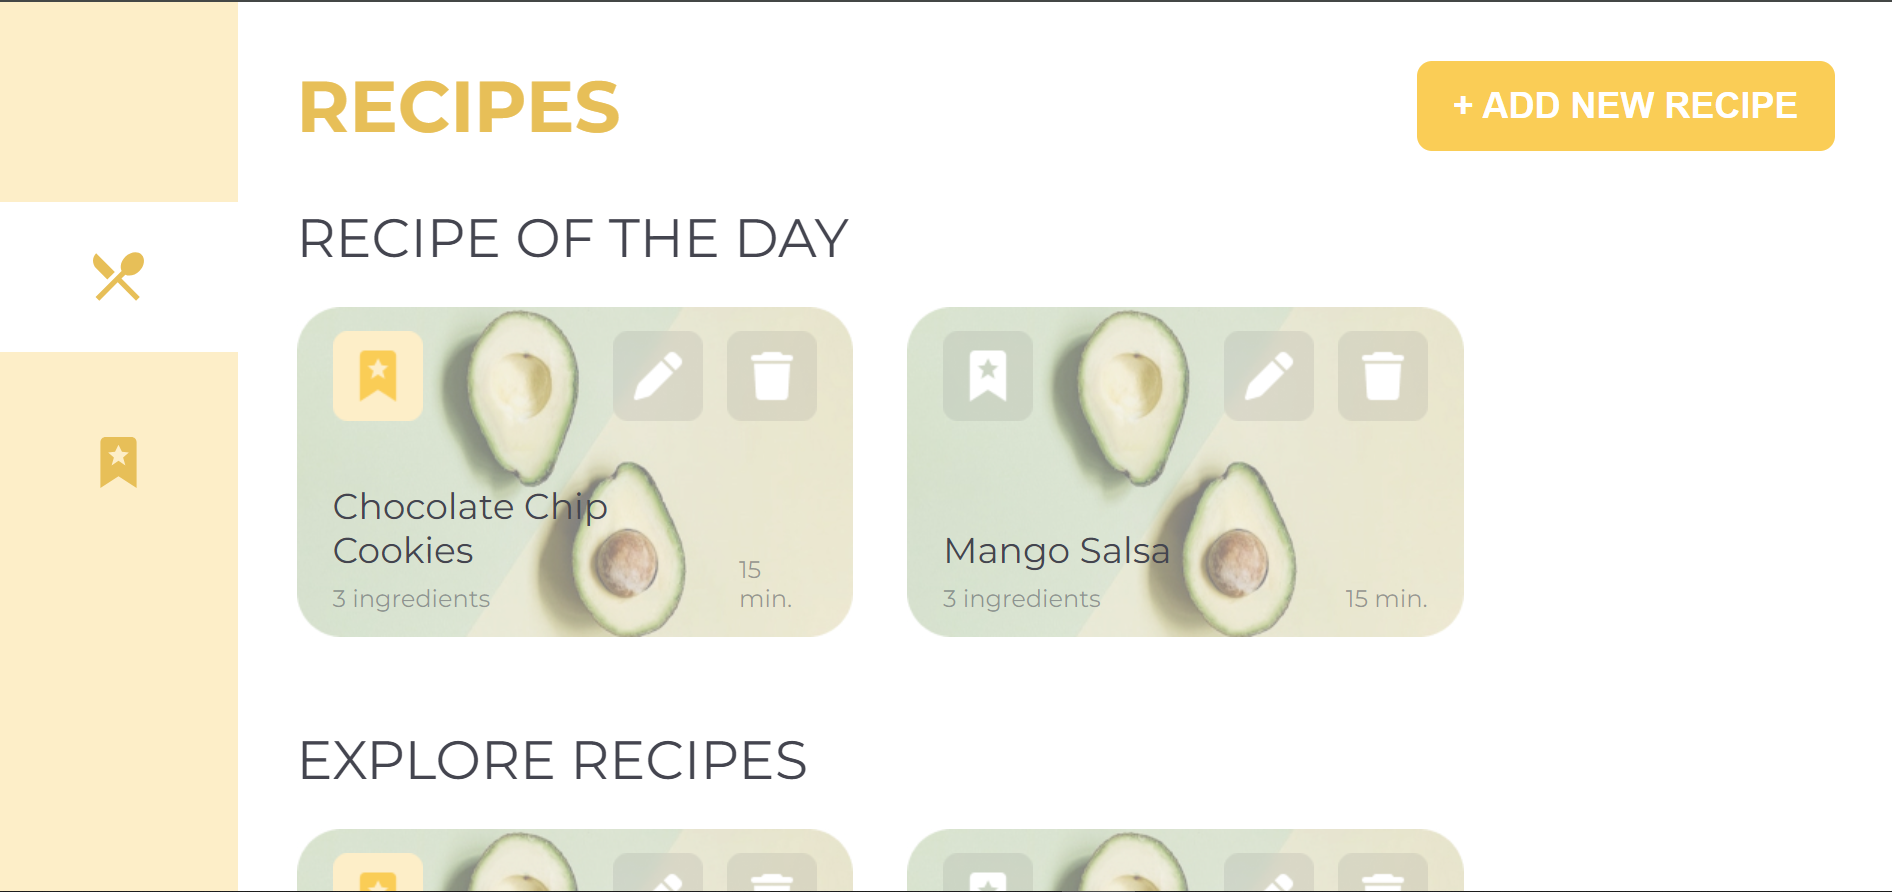 RECIPES
+ ADD NEW RECIPE
RECIPE OF THE DAY
Chocolate Chip
Cookies
3 ingredients
15
min.
Mango Salsa
3 ingredients
15 min.
EXPLORE RECIPES